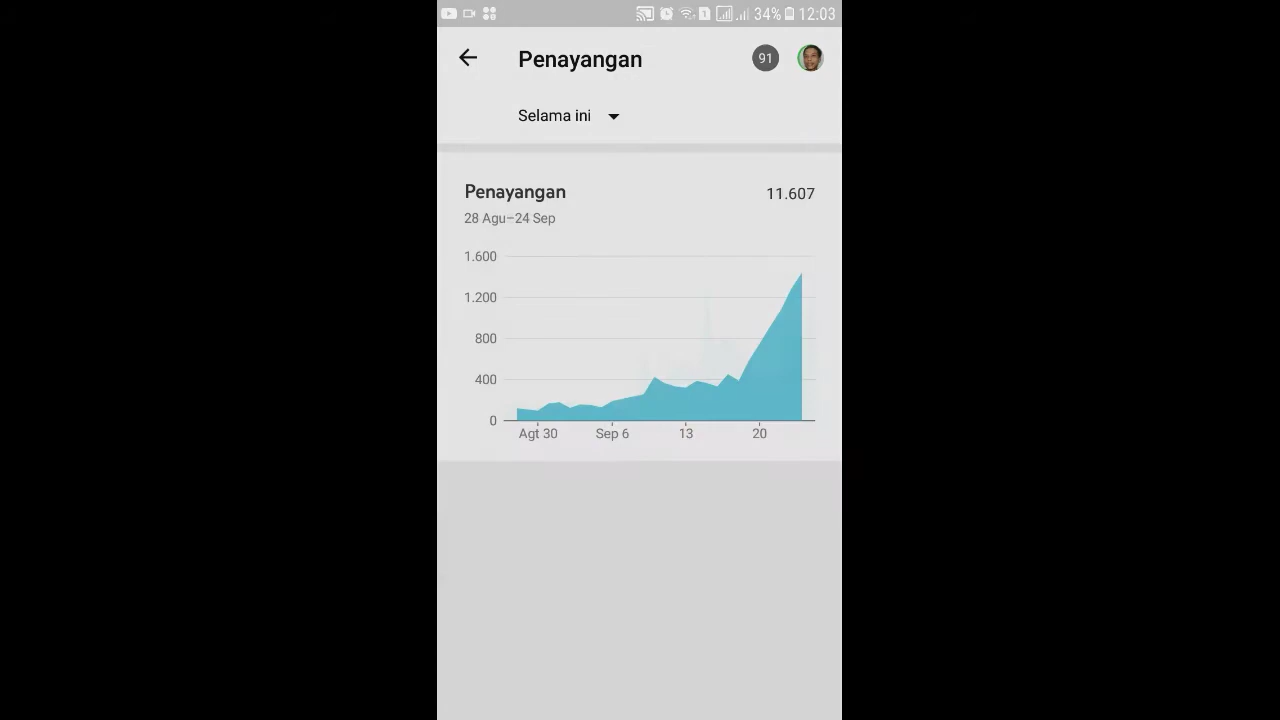 34% 12:03
Penayangan 91
Selama ini
Penayangan 11.607
28 Agu–24 Sep
1.600
1.200
800
400
0
Agt 30 Sep 6 13 20